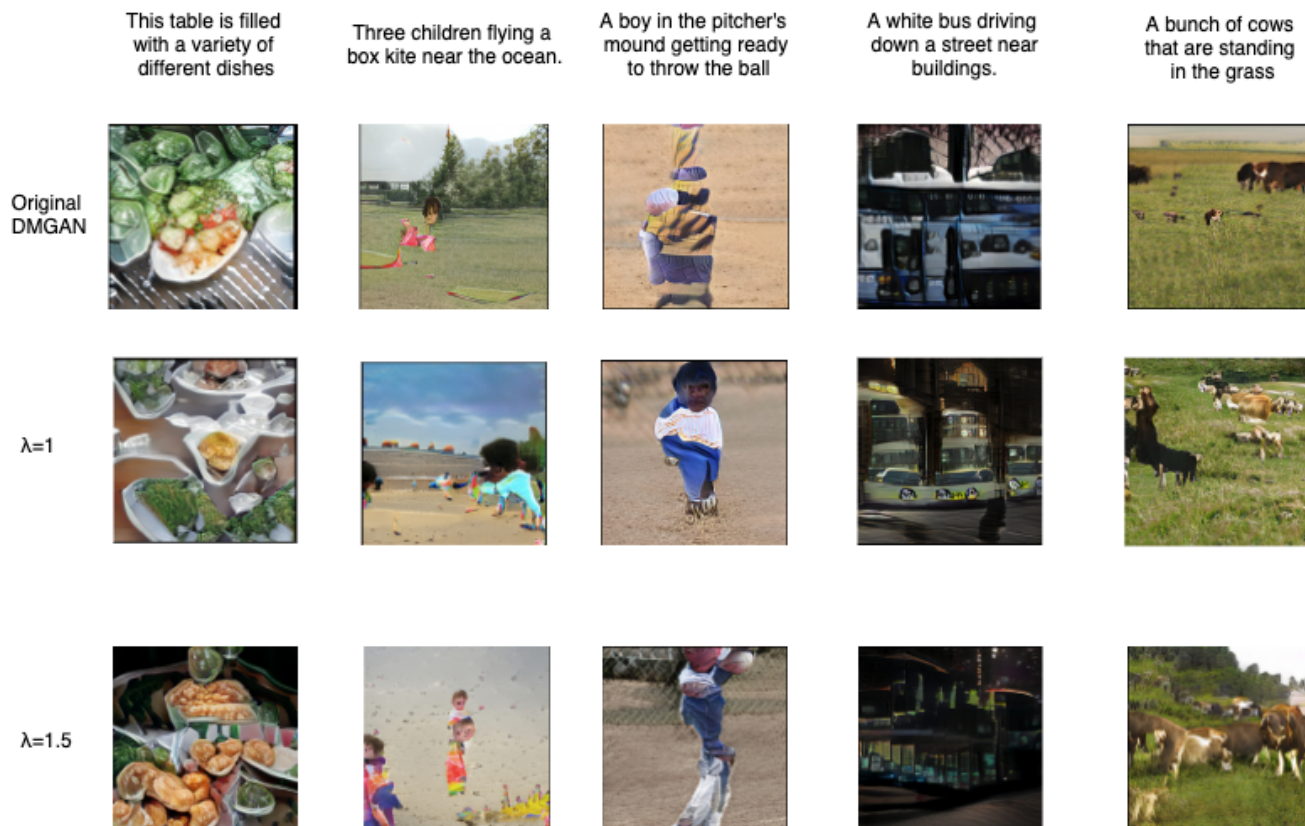 This table is filled
with a variety of
different dishes
Three children flying a
box kite near the ocean.
A boy in the pitcher's
mound getting ready
to throw the ball
A white bus driving
down a street near
buildings.
A bunch of cows
that are standing
in the grass
Original
DMGAN
λ=1
λ=1.5